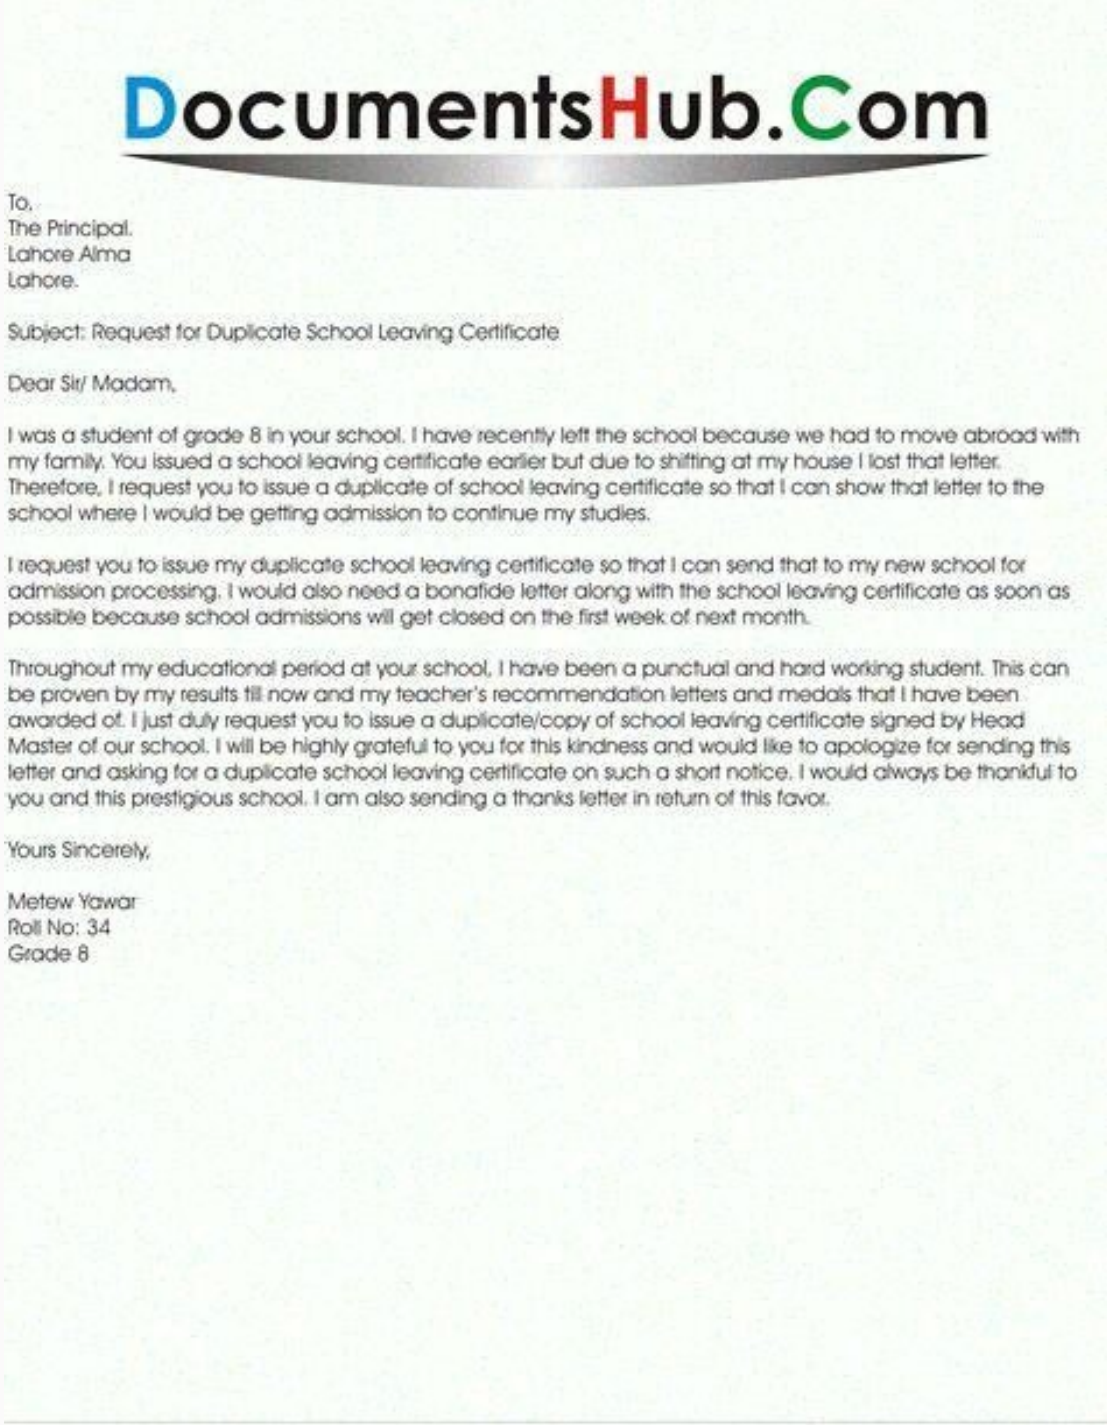 DocumentsHub.Com
To,
The Principal.
Lahore Alma
Lahore.
Subject: Request for Duplicate School Leaving Certificate
Dear Sir/ Madam,
I was a student of grade 8 in your school. I have recently left the school because we had to move abroad with
my family. You issued a school leaving certificate earlier but due to shifting at my house I lost that letter.
Therefore, I request you to issue a duplicate of school leaving certificate so that I can show that letter to the
school where I would be getting admission to continue my studies.
I request you to issue my duplicate school leaving certificate so that I can send that to my new school for
admission processing. I would also need a bonafide letter along with the school leaving certificate as soon as
possible because school admissions will get closed on the first week of next month.
Throughout my educational period at your school, I have been a punctual and hard working student. This can
be proven by my results till now and my teacher's recommendation letters and medals that I have been
awarded of. I just duly request you to issue a duplicate/copy of school leaving certificate signed by Head
Master of our school. I will be highly grateful to you for this kindness and would like to apologize for sending this
letter and asking for a duplicate school leaving certificate on such a short notice. I would always be thankful to
you and this prestigious school. I am also sending a thanks letter in return of this favor.
Yours Sincerely,
Metew Yawar
Roll No: 34
Grade 8